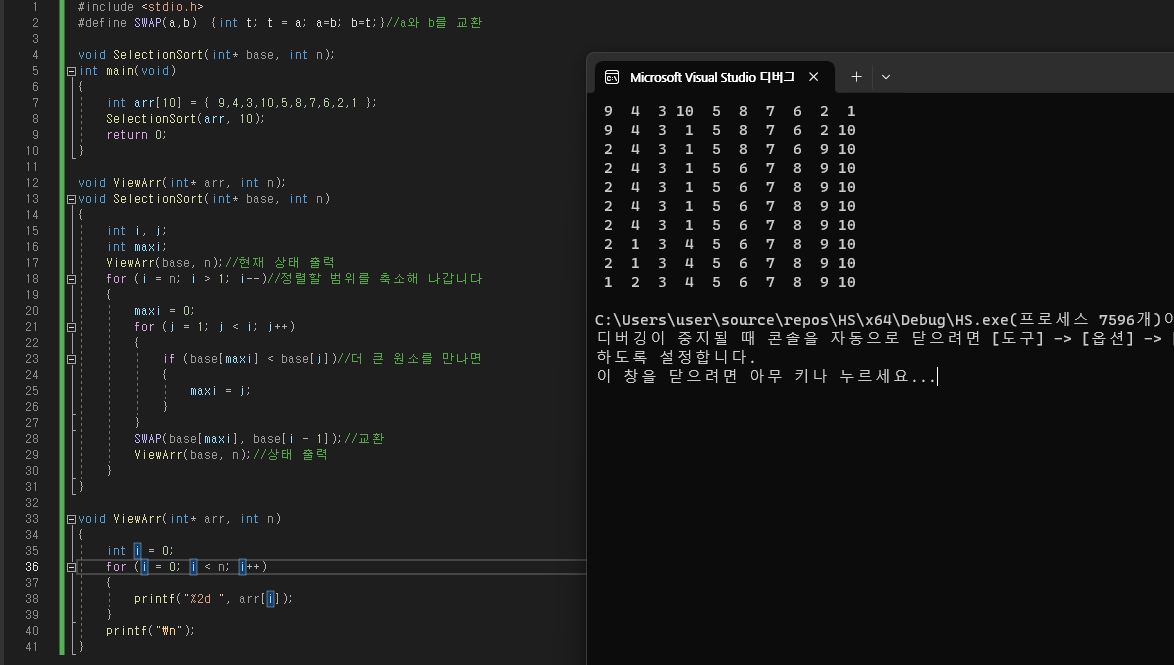 1 #include <stdio.h>
2 #define SWAP(a,b)  {int t; t = a; a=b; b=t;}//a와 b를 교환
3
4 void SelectionSort(int* base, int n);
5 int main(void)
6 {
7     int arr[10] = { 9,4,3,10,5,8,7,6,2,1 };
8     SelectionSort(arr, 10);
9     return 0;
10 }
11
12 void ViewArr(int* arr, int n);
13 void SelectionSort(int* base, int n)
14 {
15     int i, j;
16     int maxi;
17     ViewArr(base, n);//현재 상태 출력
18     for (i = n; i > 1; i--)//정렬할 범위를 축소해 나갑니다
19     {
20         maxi = 0;
21         for (j = 1; j < i; j++)
22         {
23             if (base[maxi] < base[j])//더 큰 원소를 만나면
24             {
25                 maxi = j;
26             }
27         }
28         SWAP(base[maxi], base[i - 1]);//교환
29         ViewArr(base, n);//상태 출력
30     }
31 }
32
33 void ViewArr(int* arr, int n)
34 {
35     int i = 0;
36     for (i = 0; i < n; i++)
37     {
38         printf("%2d ", arr[i]);
39     }
40     printf("₩n");
41 }
Microsoft Visual Studio 디버그
9 4 3 10 5 8 7 6 2 1
9 4 3 1 5 8 7 6 2 10
2 4 3 1 5 8 7 6 9 10
2 4 3 1 5 6 7 8 9 10
2 4 3 1 5 6 7 8 9 10
2 4 3 1 5 6 7 8 9 10
2 4 3 1 5 6 7 8 9 10
2 1 3 4 5 6 7 8 9 10
2 1 3 4 5 6 7 8 9 10
1 2 3 4 5 6 7 8 9 10
C:\Users\user\source\repos\HS\x64\Debug\HS.exe(프로세스 7596개)이
디버깅이 중지될 때 콘솔을 자동으로 닫으려면 [도구] -> [옵션] -> [
하도록 설정합니다.
이 창을 닫으려면 아무 키나 누르세요...